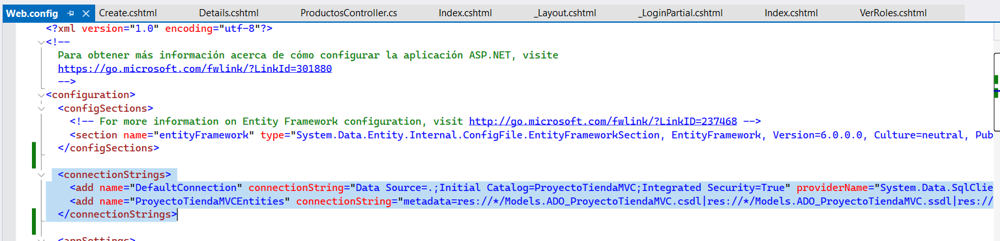 Web.config Create.cshtml Details.cshtml ProductosController.cs Index.cshtml _Layout.cshtml _LoginPartial.cshtml Index.cshtml VerRoles.cshtml
<?xml version="1.0" encoding="utf-8"?>
<!--
Para obtener más información acerca de cómo configurar la aplicación ASP.NET, visite
https://go.microsoft.com/fwlink/?LinkId=301880
-->
<configuration>
<configSections>
<!-- For more information on Entity Framework configuration, visit http://go.microsoft.com/fwlink/?LinkID=237468 -->
<section name="entityFramework" type="System.Data.Entity.Internal.ConfigFile.EntityFrameworkSection, EntityFramework, Version=6.0.0.0, Culture=neutral, Pub
</configSections>
<connectionStrings>
<add name="DefaultConnection" connectionString="Data Source=.;Initial Catalog=ProyectoTiendaMVC;Integrated Security=True" providerName="System.Data.SqlClie
<add name="ProyectoTiendaMVCEntities" connectionString="metadata=res://*/Models.ADO_ProyectoTiendaMVC.csdl|res://*/Models.ADO_ProyectoTiendaMVC.ssdl|res://
</connectionStrings>
<appSettings>